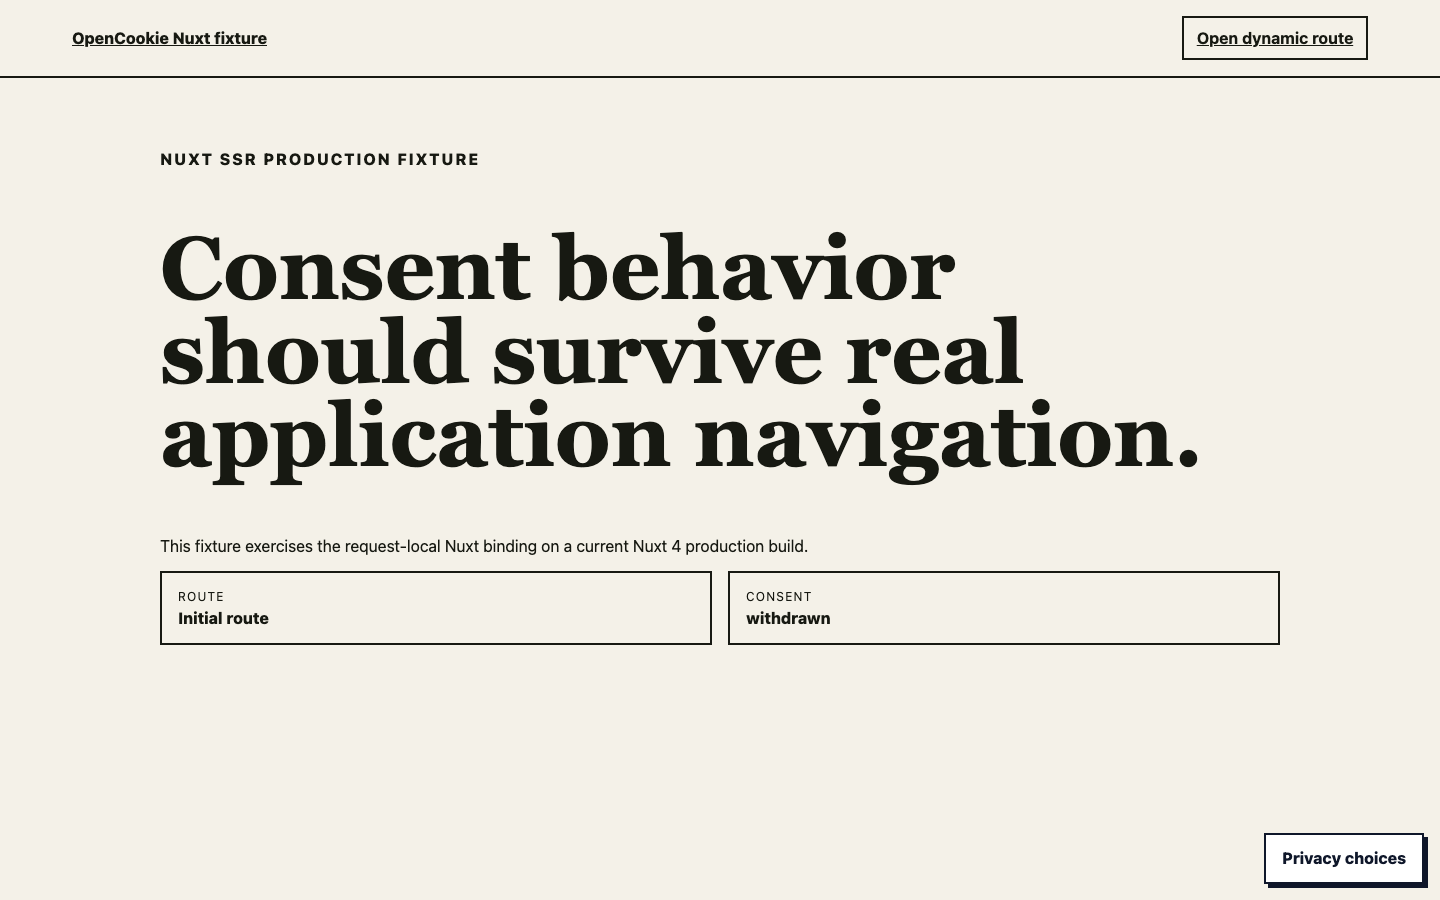 OpenCookie Nuxt fixture
Open dynamic route
NUXT SSR PRODUCTION FIXTURE
Consent behavior
should survive real
application navigation.
This fixture exercises the request-local Nuxt binding on a current Nuxt 4 production build.
ROUTE
Initial route
CONSENT
withdrawn
Privacy choices